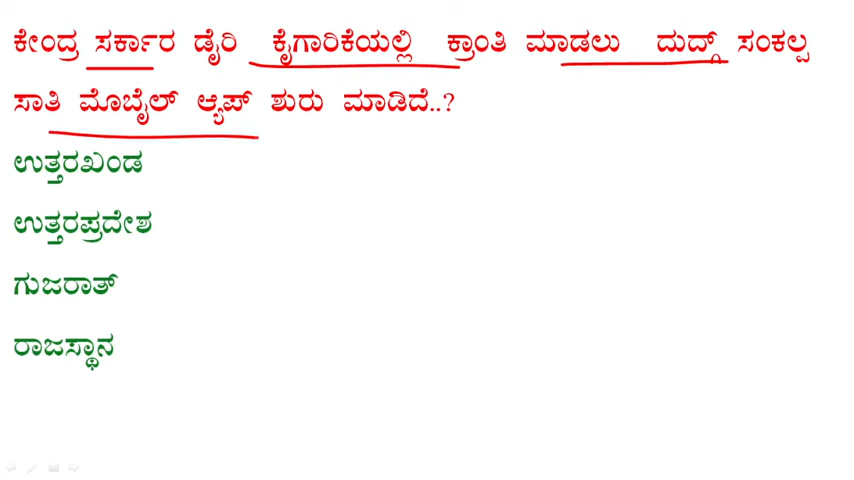 ಕೇಂದ್ರ ಸರ್ಕಾರ ಡೈರಿ ಕೈಗಾರಿಕೆಯಲ್ಲಿ ಕ್ರಾಂತಿ ಮಾಡಲು ದುದ್ಗ್ ಸಂಕಲ್ಪ
ಸಾತಿ ಮೊಬೈಲ್ ಆ್ಯಪ್ ಶುರು ಮಾಡಿದೆ..?
ಉತ್ತರಖಂಡ
ಉತ್ತರಪ್ರದೇಶ
ಗುಜರಾತ್
ರಾಜಸ್ಥಾನ